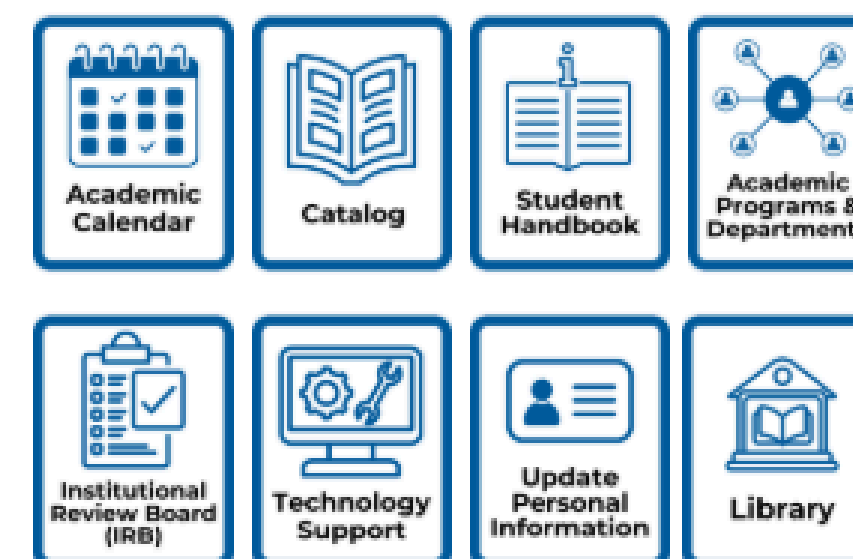 Academic
Calendar
Catalog
i
Student
Handbook
Academic
Programs &
Department
Institutional
Review Board
(IRB)
Technology
Support
Update
Personal
Information
Library